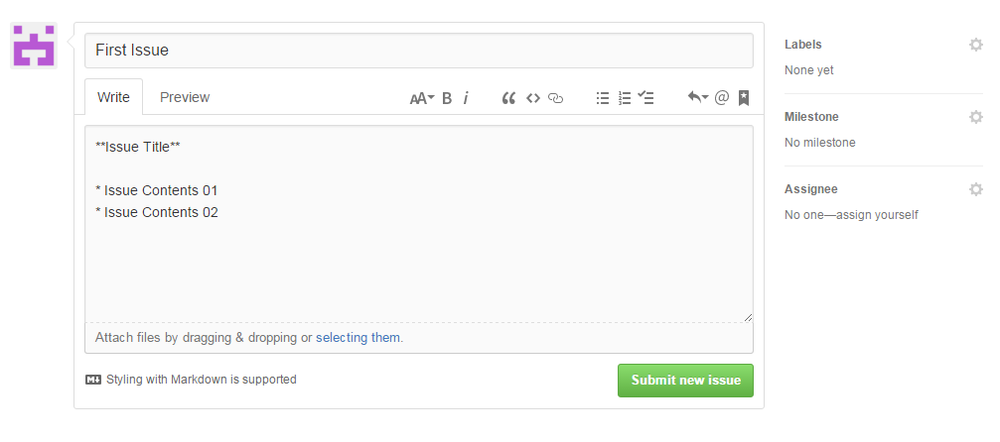 First Issue
Write Preview
AA B i @
**Issue Title**
* Issue Contents 01
* Issue Contents 02
Attach files by dragging & dropping or selecting them.
Styling with Markdown is supported
Submit new issue
Labels
None yet
Milestone
No milestone
Assignee
No one—assign yourself